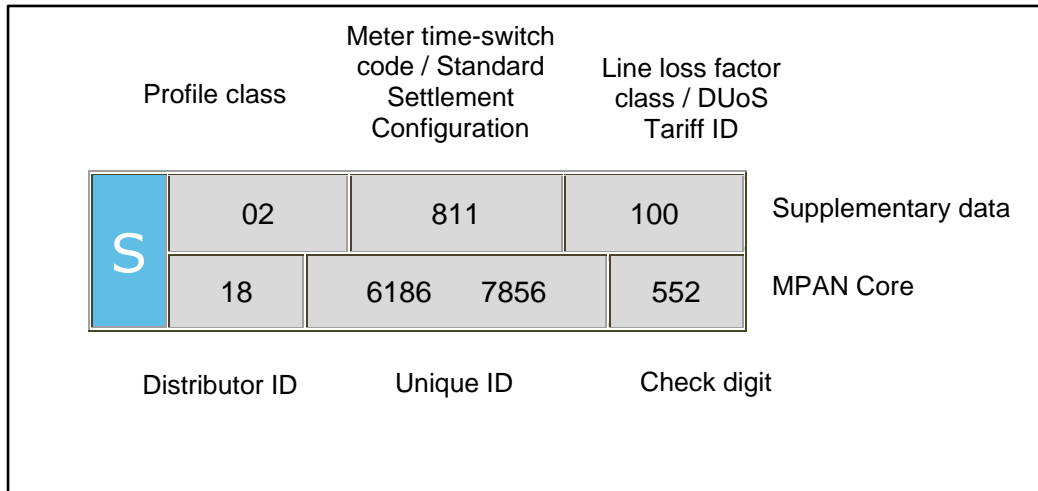 Profile class
Meter time-switch
code / Standard
Settlement
Configuration
Line loss factor
class / DUoS
Tariff ID
S
02 811 100
Supplementary data
18 6186 7856 552
MPAN Core
Distributor ID
Unique ID
Check digit